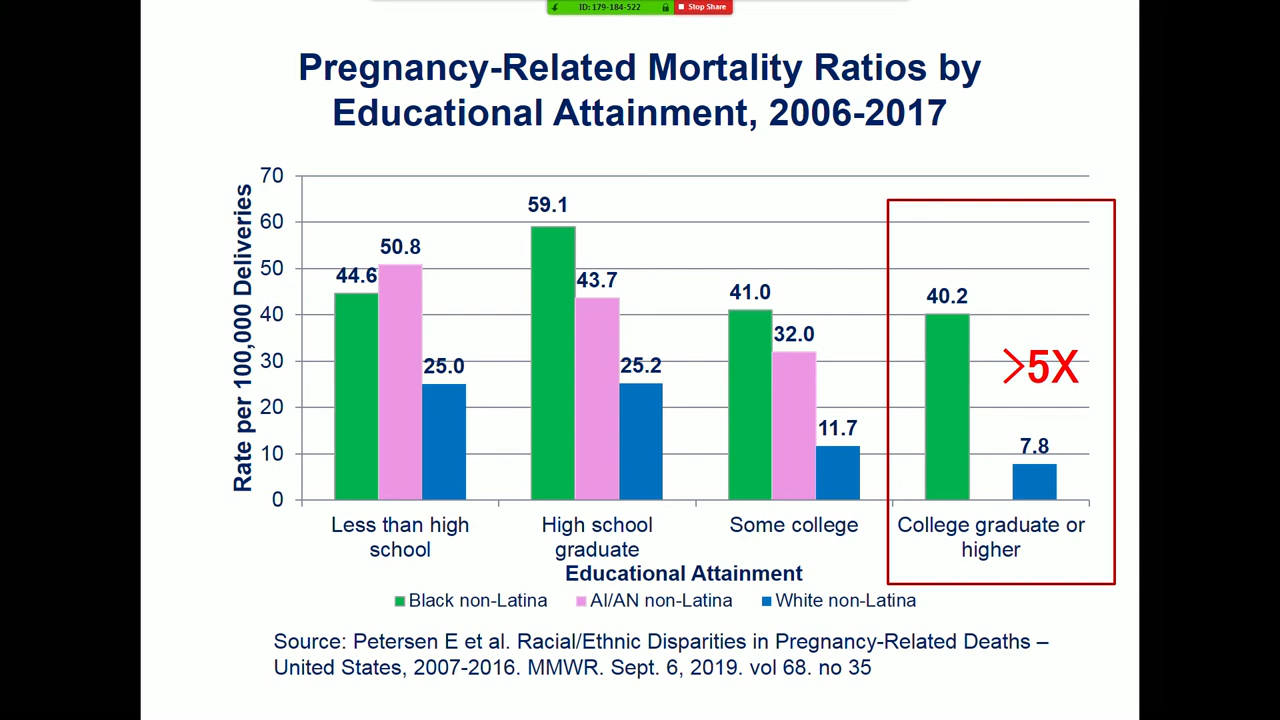 ID: 179-184-522
Stop Share
Pregnancy-Related Mortality Ratios by
Educational Attainment, 2006-2017
Rate per 100,000 Deliveries
70
60
50
40
30
20
10
0
44.6
50.8
25.0
59.1
43.7
25.2
41.0
32.0
11.7
40.2
7.8
>5X
Less than high
school
High school
graduate
Some college
College graduate or
higher
Educational Attainment
Black non-Latina
AI/AN non-Latina
White non-Latina
Source: Petersen E et al. Racial/Ethnic Disparities in Pregnancy-Related Deaths –
United States, 2007-2016. MMWR. Sept. 6, 2019. vol 68. no 35